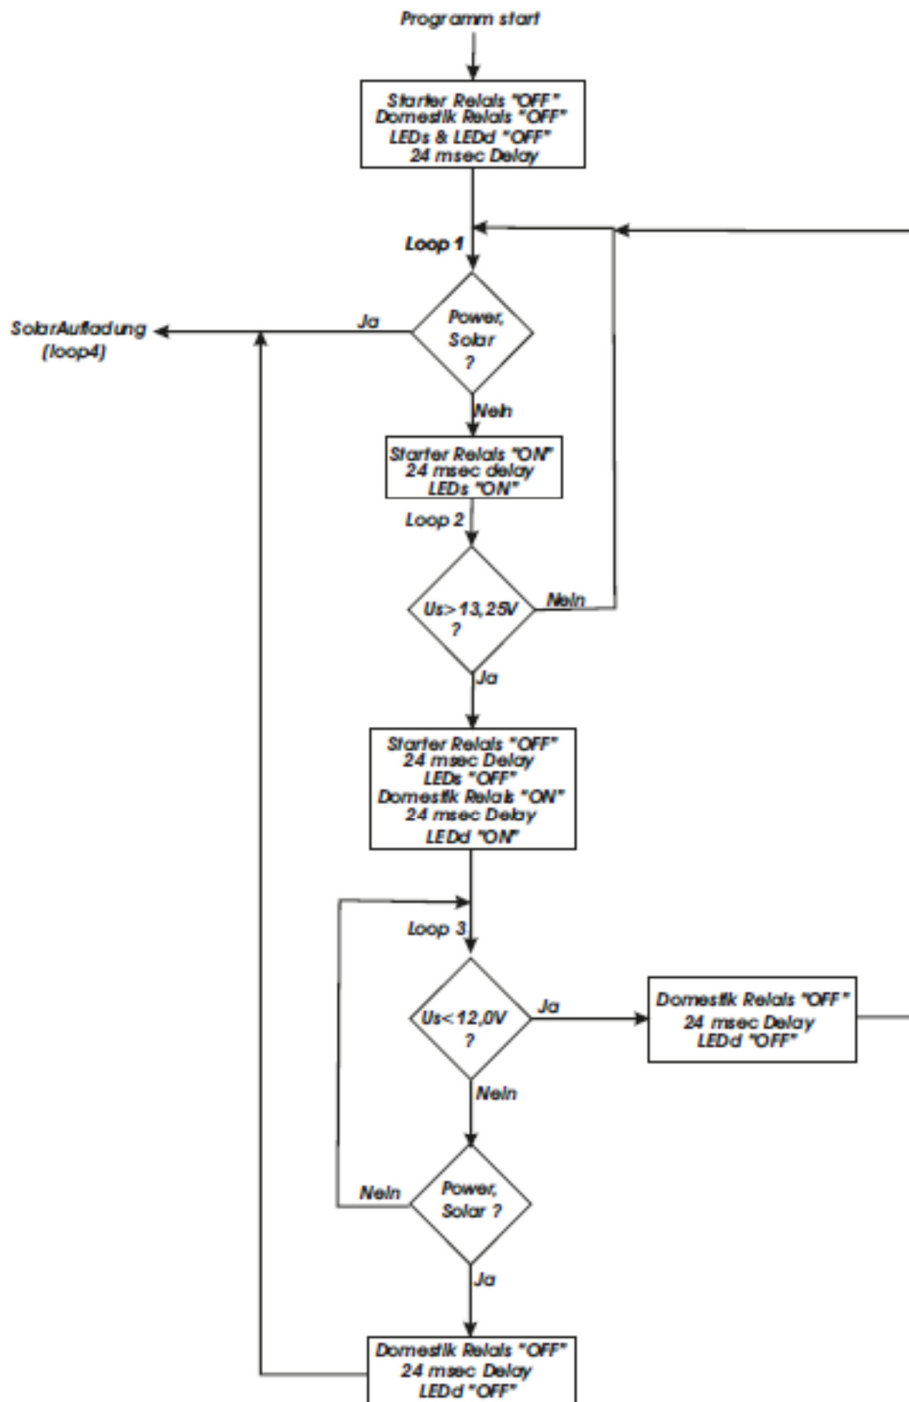 Programm start
Starter Relais "OFF"
Domestik Relais "OFF"
LEDs & LEDd "OFF"
24 msec Delay
Loop 1
Power,
Solar
?
Ja
SolarAufladung
(loop4)
Nein
Starter Relais "ON"
24 msec delay
LEDs "ON"
Loop 2
Us> 13,25V
?
Nein
Ja
Starter Relais "OFF"
24 msec Delay
LEDs "OFF"
Domestik Relais "ON"
24 msec Delay
LEDd "ON"
Loop 3
Us< 12,0V
?
Ja
Domestik Relais "OFF"
24 msec Delay
LEDd "OFF"
Nein
Power,
Solar ?
Nein
Ja
Domestik Relais "OFF"
24 msec Delay
LEDd "OFF"